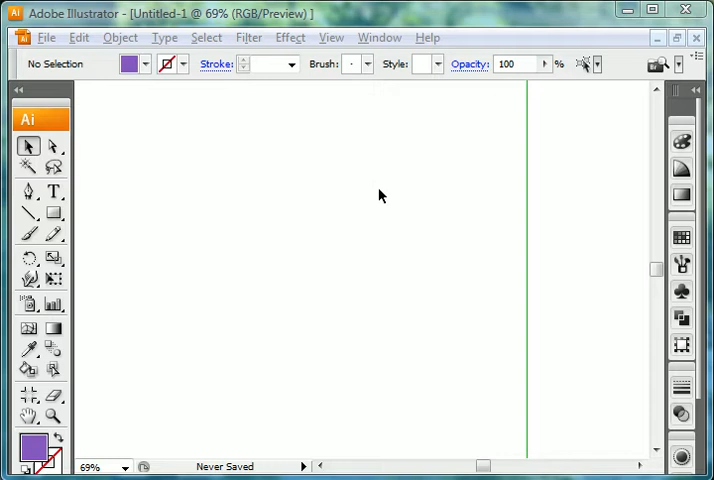 Adobe Illustrator - [Untitled-1 @ 69% (RGB/Preview) ]
File Edit Object Type Select Filter Effect View Window Help
No Selection Stroke: Brush: Style: Opacity: 100 %
Ai
69% Never Saved